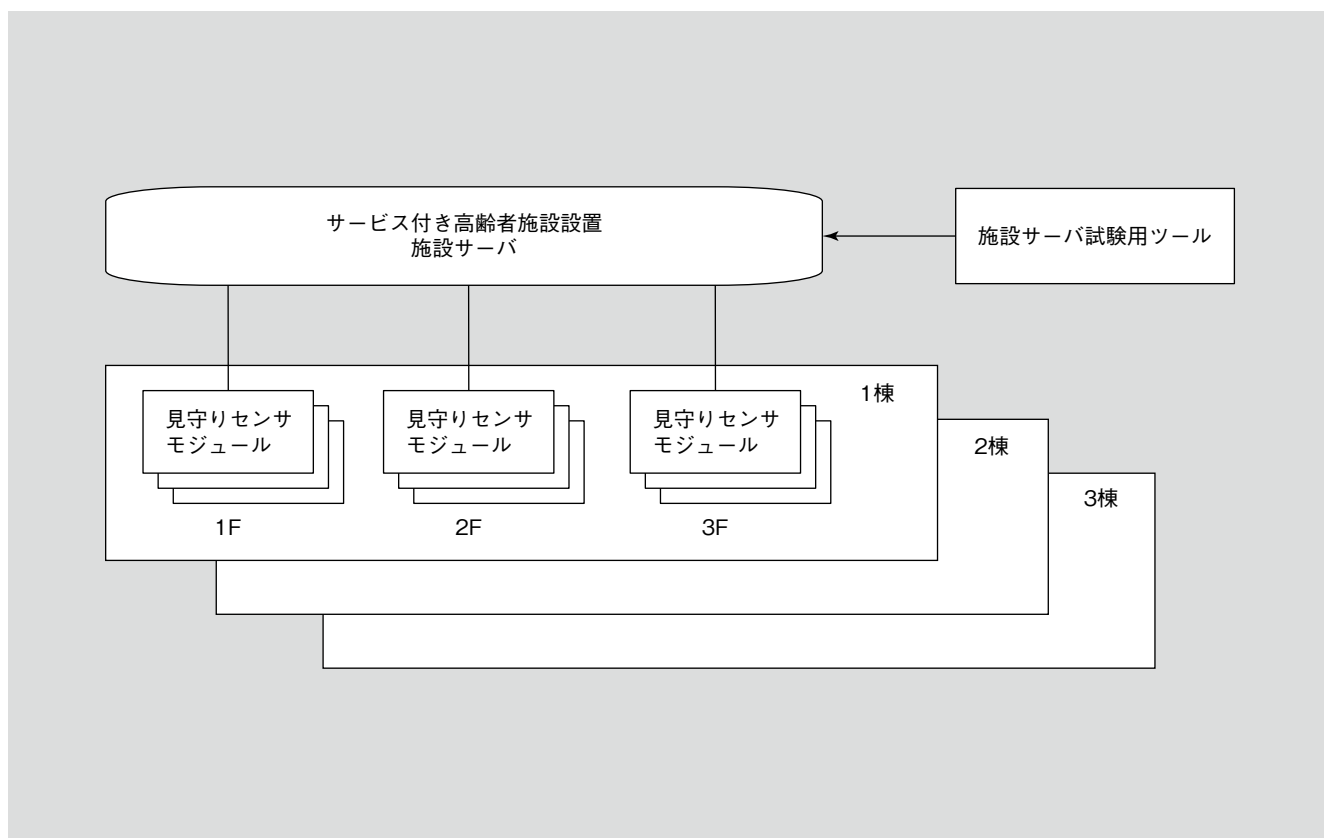 サービス付き高齢者施設設置
施設サーバ
施設サーバ試験用ツール
1棟
見守りセンサ
モジュール
見守りセンサ
モジュール
見守りセンサ
モジュール
2棟
3棟
1F
2F
3F